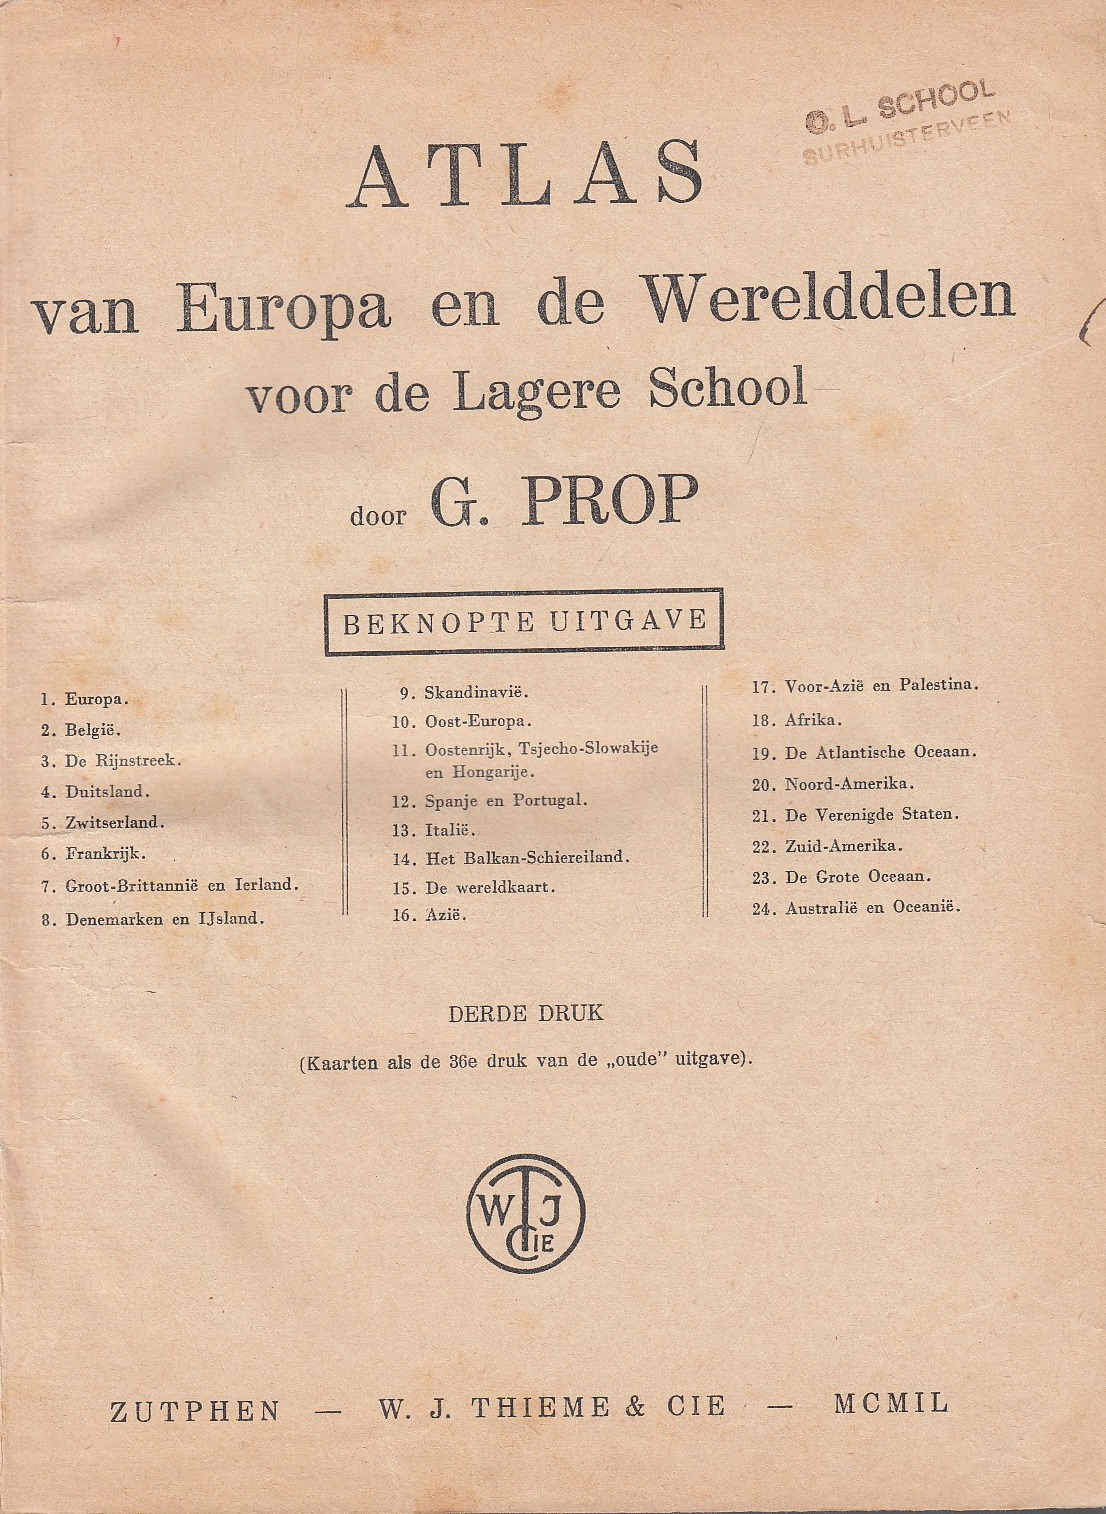 O. L. SCHOOL
SURHUISTERVEEN
ATLAS
van Europa en de Werelddelen
voor de Lagere School
door G. PROP
BEKNOPTE UITGAVE
1. Europa.
2. België.
3. De Rijnstreek.
4. Duitsland.
5. Zwitserland.
6. Frankrijk.
7. Groot-Brittannië en Ierland.
8. Denemarken en IJsland.
9. Skandinavië.
10. Oost-Europa.
11. Oostenrijk, Tsjecho-Slowakije
en Hongarije.
12. Spanje en Portugal.
13. Italië.
14. Het Balkan-Schiereiland.
15. De wereldkaart.
16. Azië.
17. Voor-Azië en Palestina.
18. Afrika.
19. De Atlantische Oceaan.
20. Noord-Amerika.
21. De Verenigde Staten.
22. Zuid-Amerika.
23. De Grote Oceaan.
24. Australië en Oceanië.
DERDE DRUK
(Kaarten als de 36e druk van de „oude” uitgave).
W T J
CIE
ZUTPHEN — W. J. THIEME & CIE — MCMIL